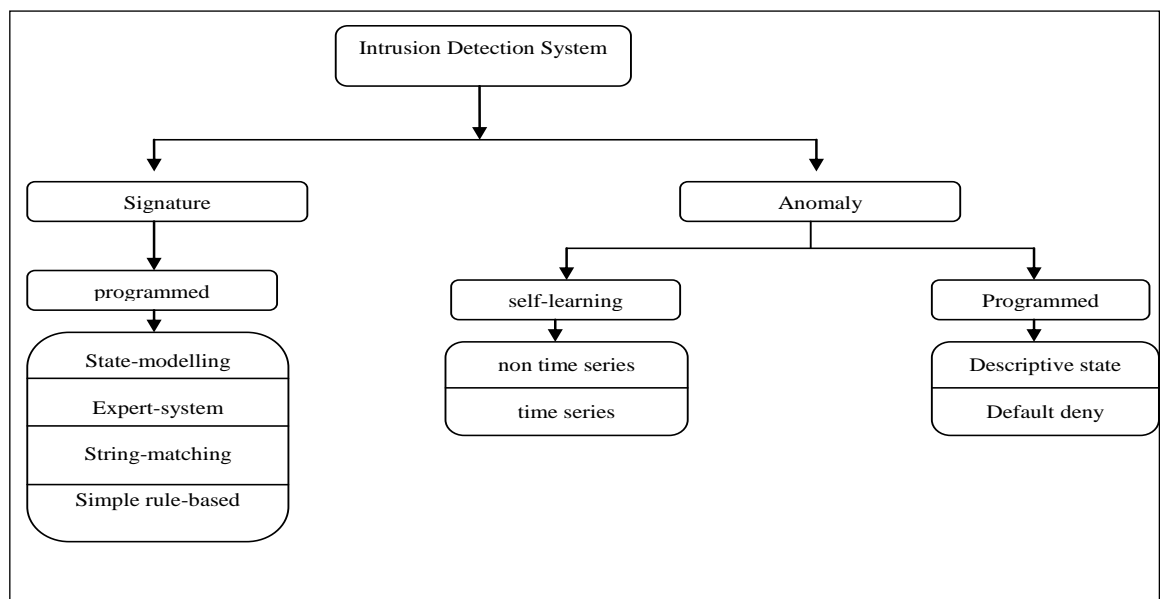 Intrusion Detection System
Signature
Anomaly
programmed
self-learning
Programmed
State-modelling
Expert-system
String-matching
Simple rule-based
non time series
time series
Descriptive state
Default deny